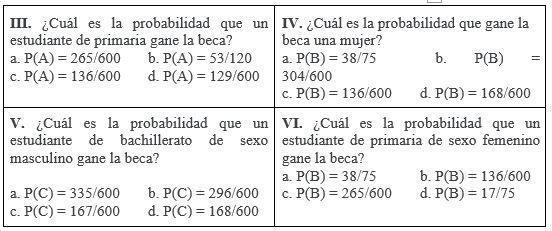 III. ¿Cuál es la probabilidad que un
estudiante de primaria gane la beca?
a. P(A) = 265/600 b. P(A) = 53/120
c. P(A) = 136/600 d. P(A) = 129/600
IV. ¿Cuál es la probabilidad que gane la
beca una mujer?
a. P(B) = 38/75 b. P(B) =
304/600
c. P(B) = 136/600 d. P(B) = 168/600
V. ¿Cuál es la probabilidad que un
estudiante de bachillerato de sexo
masculino gane la beca?
a. P(C) = 335/600 b. P(C) = 296/600
c. P(C) = 167/600 d. P(C) = 168/600
VI. ¿Cuál es la probabilidad que un
estudiante de primaria de sexo femenino
gane la beca?
a. P(B) = 38/75 b. P(B) = 136/600
c. P(B) = 265/600 d. P(B) = 17/75